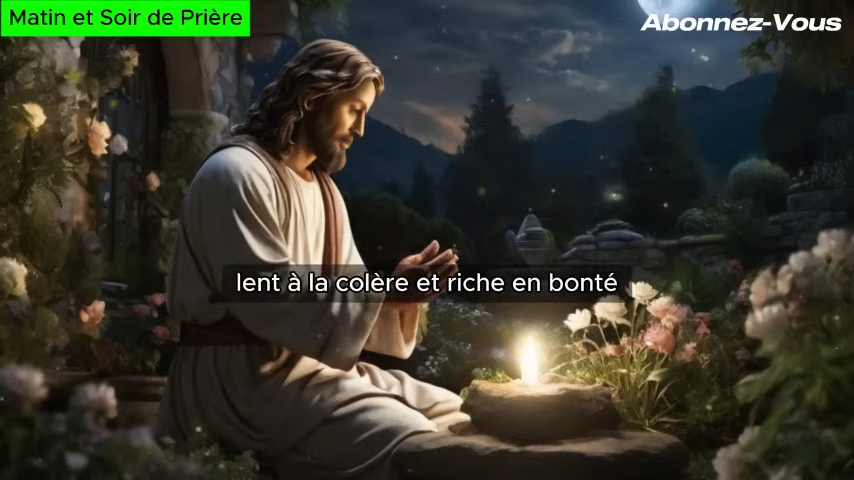 Matin et Soir de Prière
Abonnez-Vous
lent à la colère et riche en bonté